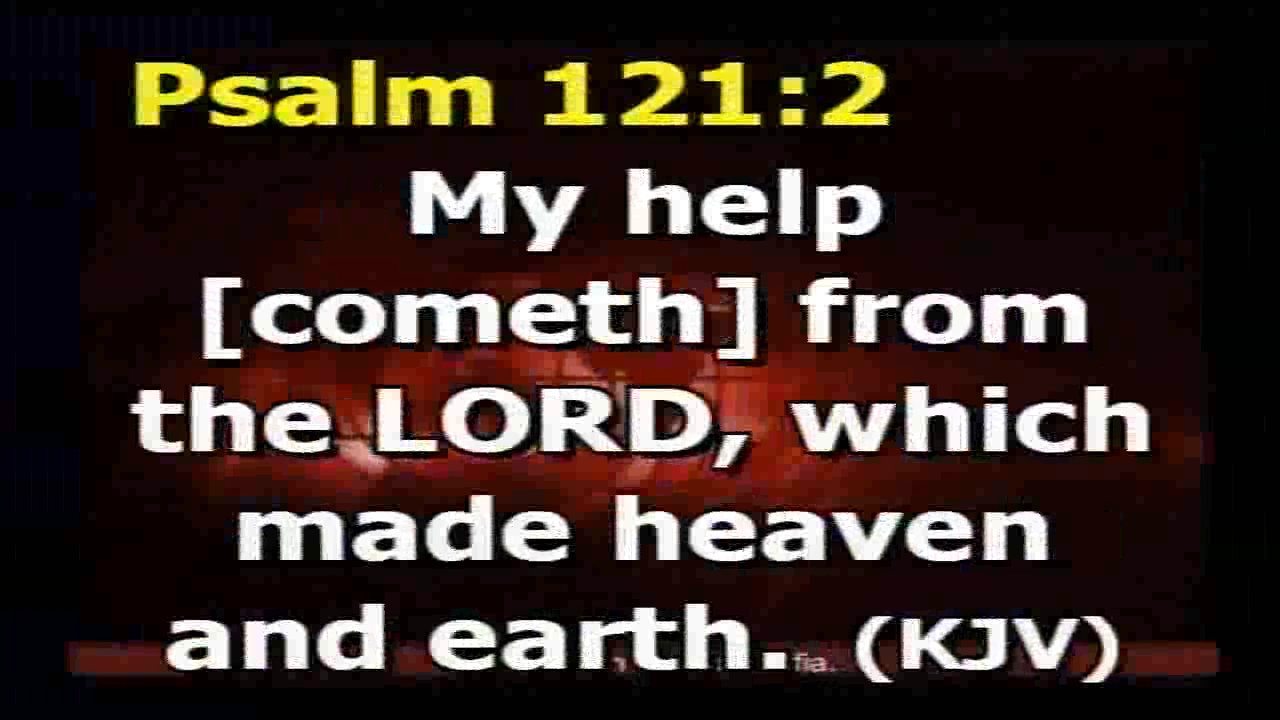 Psalm 121:2
My help
[cometh] from
the LORD, which
made heaven
and earth. (KJV)